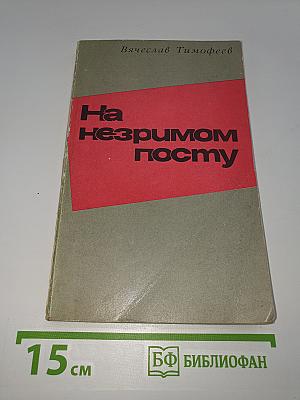 Вячеслав Тимофеев
На
незримом
посту
15 см
БФ БИБЛИОФАН